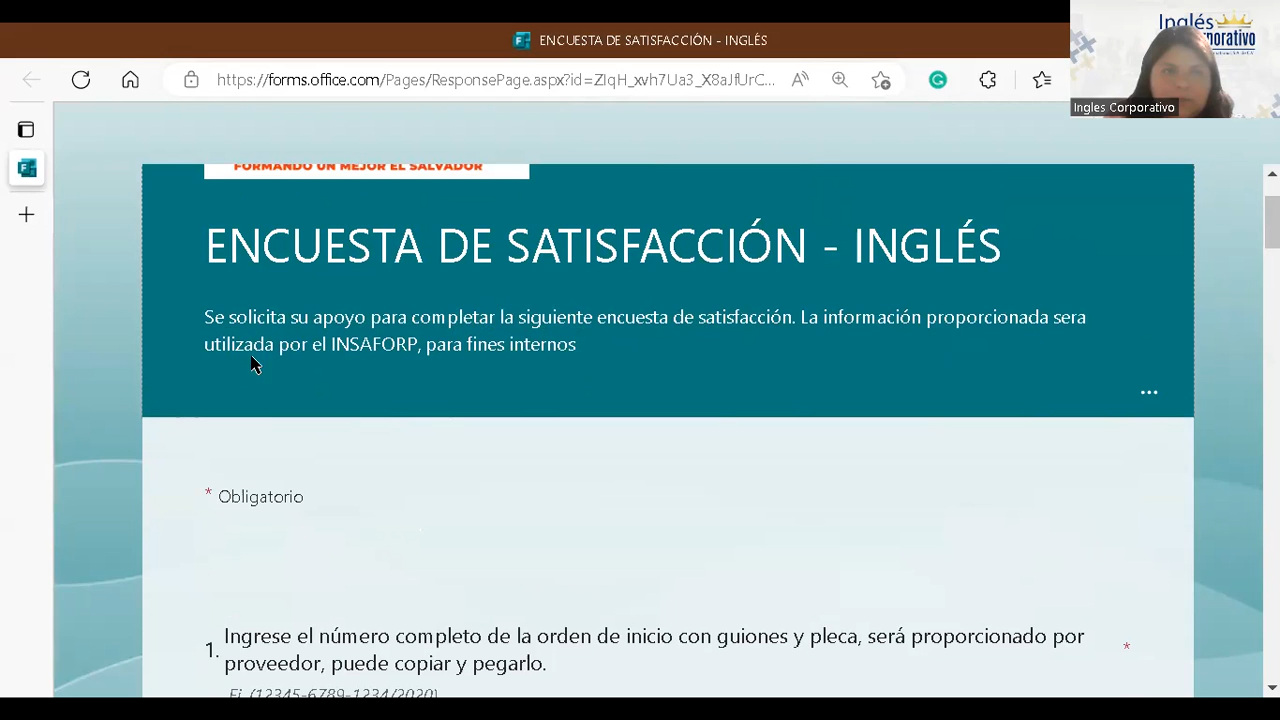 ENCUESTA DE SATISFACCIÓN - INGLÉS
Inglés
Ingles Corporativo
https://forms.office.com/Pages/ResponsePage.aspx?id=ZIqH_xvh7Ua3_X8aJfUrC...
FORMANDO UN MEJOR EL SALVADOR
ENCUESTA DE SATISFACCIÓN - INGLÉS
Se solicita su apoyo para completar la siguiente encuesta de satisfacción. La información proporcionada sera
utilizada por el INSAFORP, para fines internos
* Obligatorio
1. Ingrese el número completo de la orden de inicio con guiones y pleca, será proporcionado por
proveedor, puede copiar y pegarlo. *
Ej. (12345-6789-1234/2020)